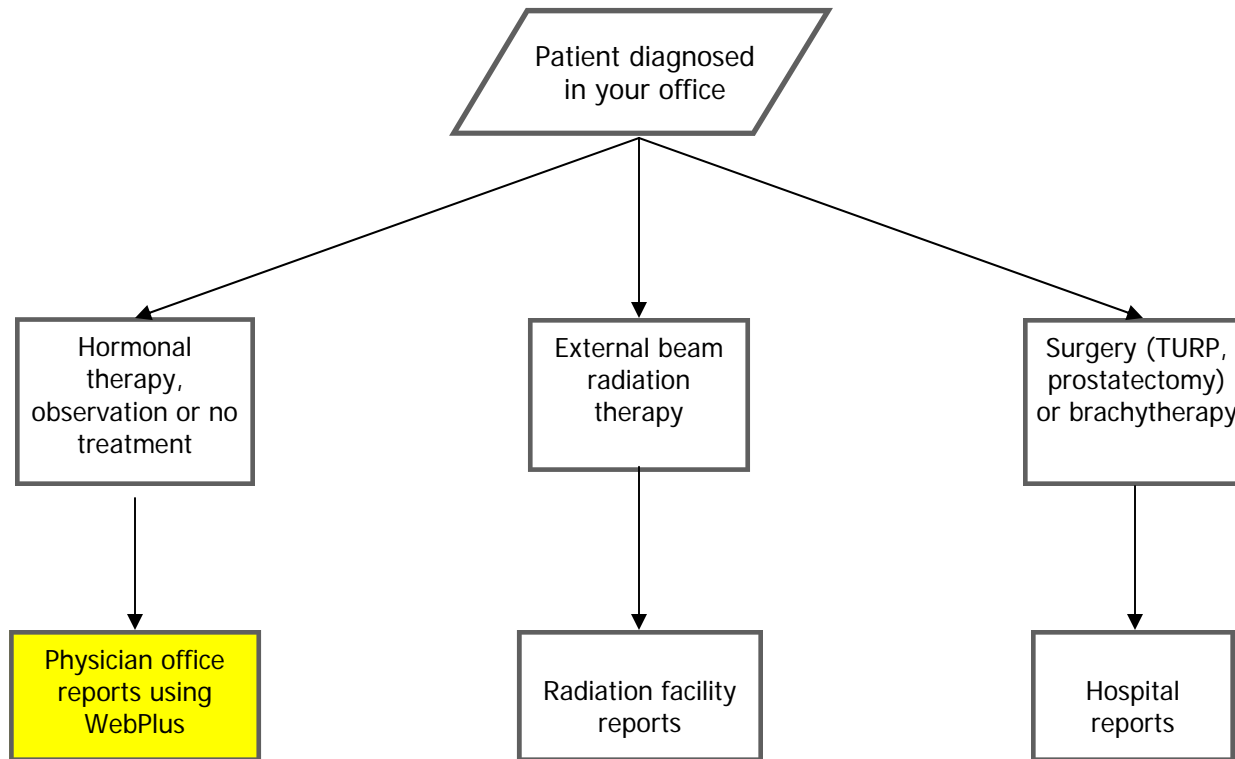 Patient diagnosed
in your office
Hormonal
therapy,
observation or no
treatment
External beam
radiation
therapy
Surgery (TURP,
prostatectomy)
or brachytherapy
Physician office
reports using
WebPlus
Radiation facility
reports
Hospital
reports